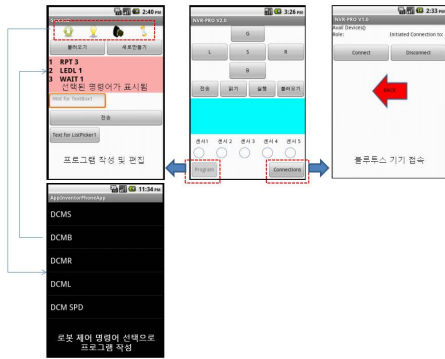 2:40 PM
불러오기
새로만들기
1 RPT 3
2 LEDL 1
3 WAIT 1
선택된 명령어가 표시됨
Hint for TextBox1
전송
Text for ListPicker1
프로그램 작성 및 편집
3:26 PM
NVR-PRO V2.0
G
L
S
R
B
전송
읽기
실행
불러오기
센서1
센서 2
센서 3
센서 4
센서 5
Program
Connections
2:33 PM
NVR-PRO V1.0
Avail Devices()
Role:
Initiated Connection to:
Connect
Disconnect
BACK
블루투스 기기 접속
11:34 PM
AppInventorPhoneApp
DCMS
DCMB
DCMR
DCML
DCM SPD
로봇 제어 명령어 선택으로
프로그램 작성